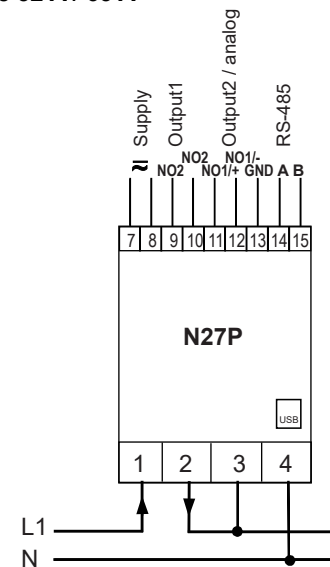 Supply
Output1
Output2 / analog
RS-485
≂ NO2 NO2 NO1/+ NO1/- GND A B
7 8 9 10 11 12 13 14 15
N27P
USB
1 2 3 4
L1
N